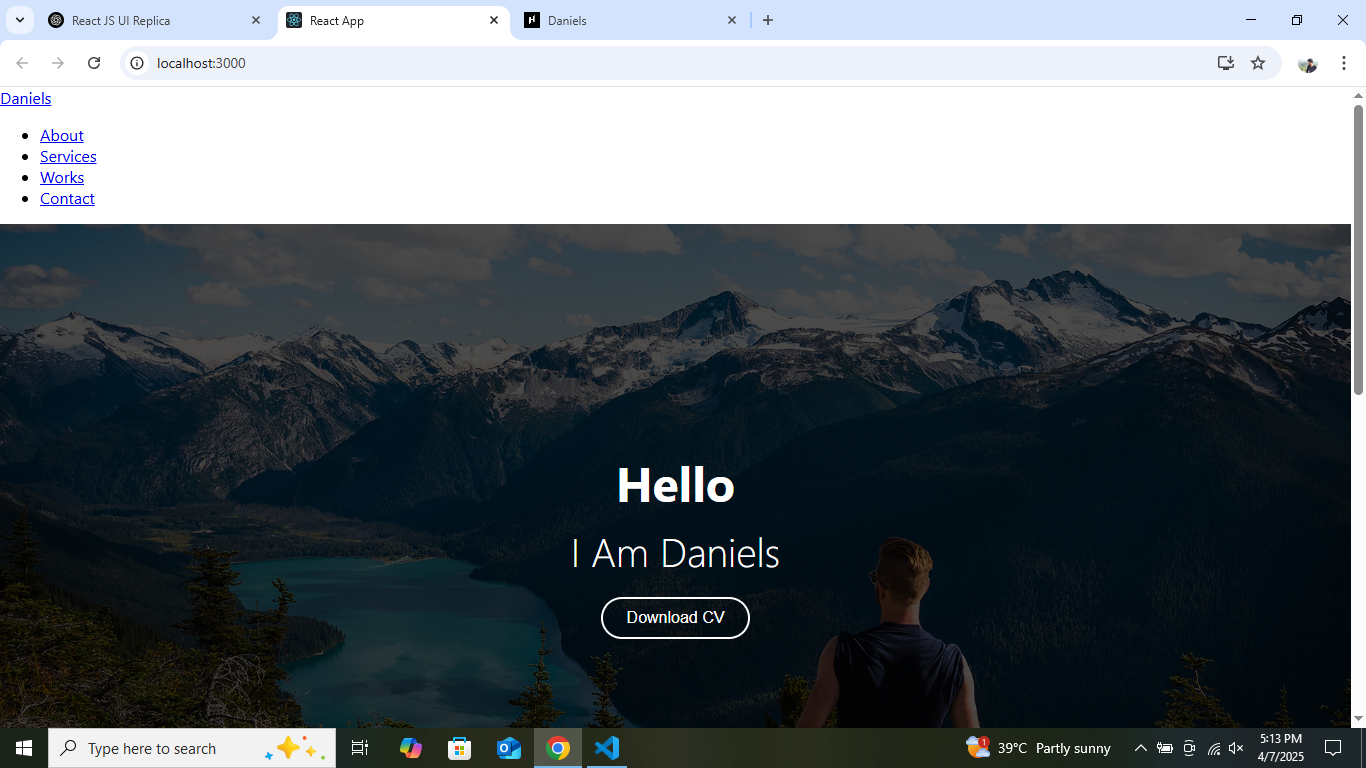 React JS UI Replica
React App
Daniels
localhost:3000
Daniels
About
Services
Works
Contact
Hello
I Am Daniels
Download CV
Type here to search
1
39°C Partly sunny
5:13 PM
4/7/2025